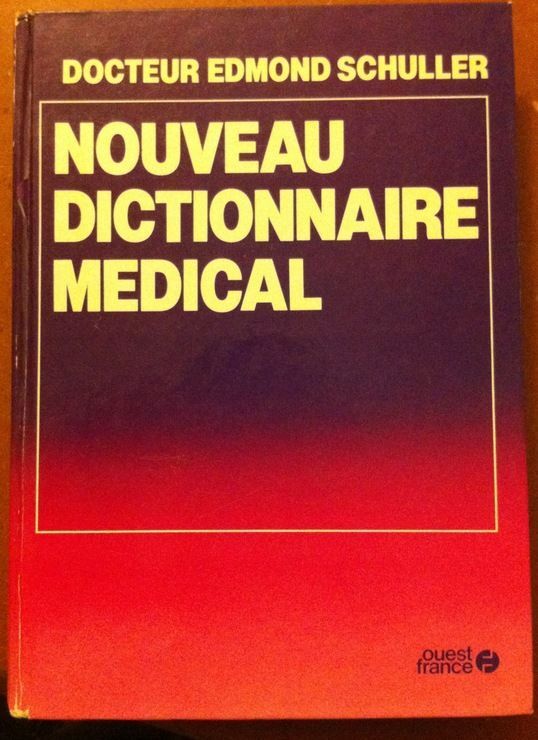 DOCTEUR EDMOND SCHULLER
NOUVEAU
DICTIONNAIRE
MEDICAL
ouest
france